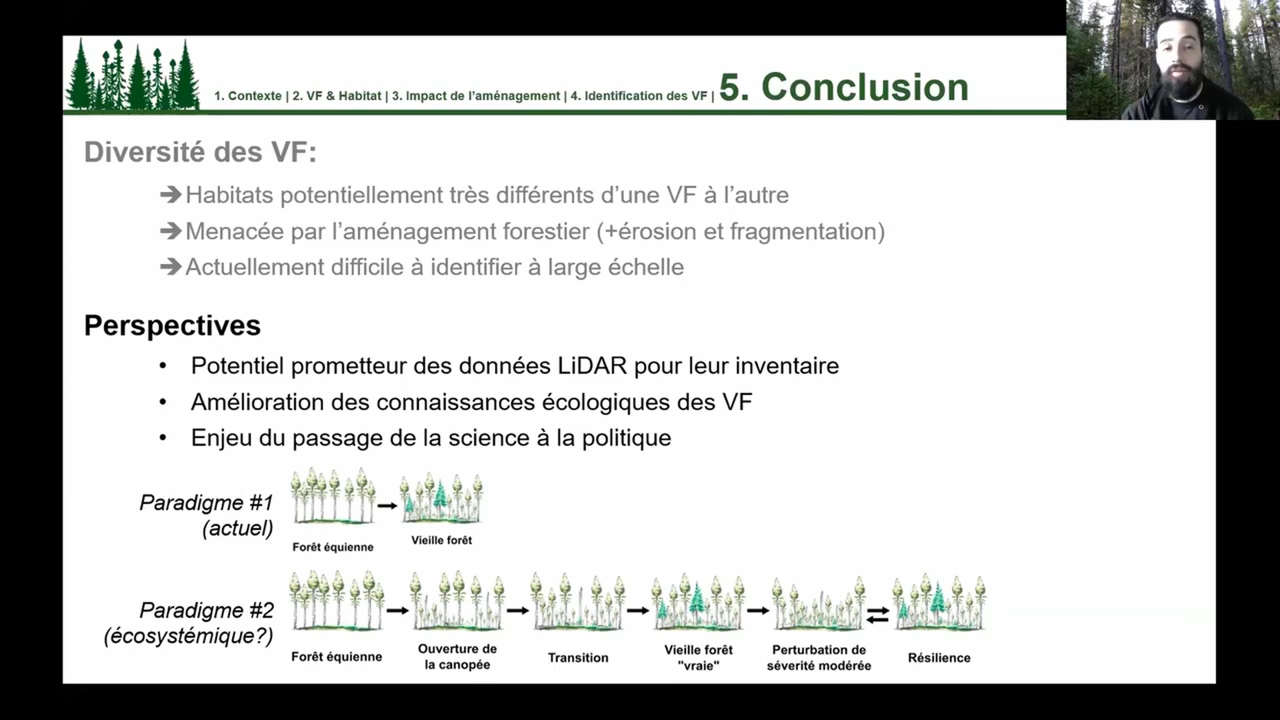 1. Contexte | 2. VF & Habitat | 3. Impact de l'aménagement | 4. Identification des VF | 5. Conclusion
Diversité des VF:
➔Habitats potentiellement très différents d'une VF à l'autre
➔Menacée par l'aménagement forestier (+érosion et fragmentation)
➔Actuellement difficile à identifier à large échelle
Perspectives
• Potentiel prometteur des données LiDAR pour leur inventaire
• Amélioration des connaissances écologiques des VF
• Enjeu du passage de la science à la politique
Paradigme #1
(actuel)
Forêt équienne
Vieille forêt
Paradigme #2
(écosystémique?)
Forêt équienne
Ouverture de
la canopée
Transition
Vieille forêt
"vraie"
Perturbation de
séverité modérée
Résilience